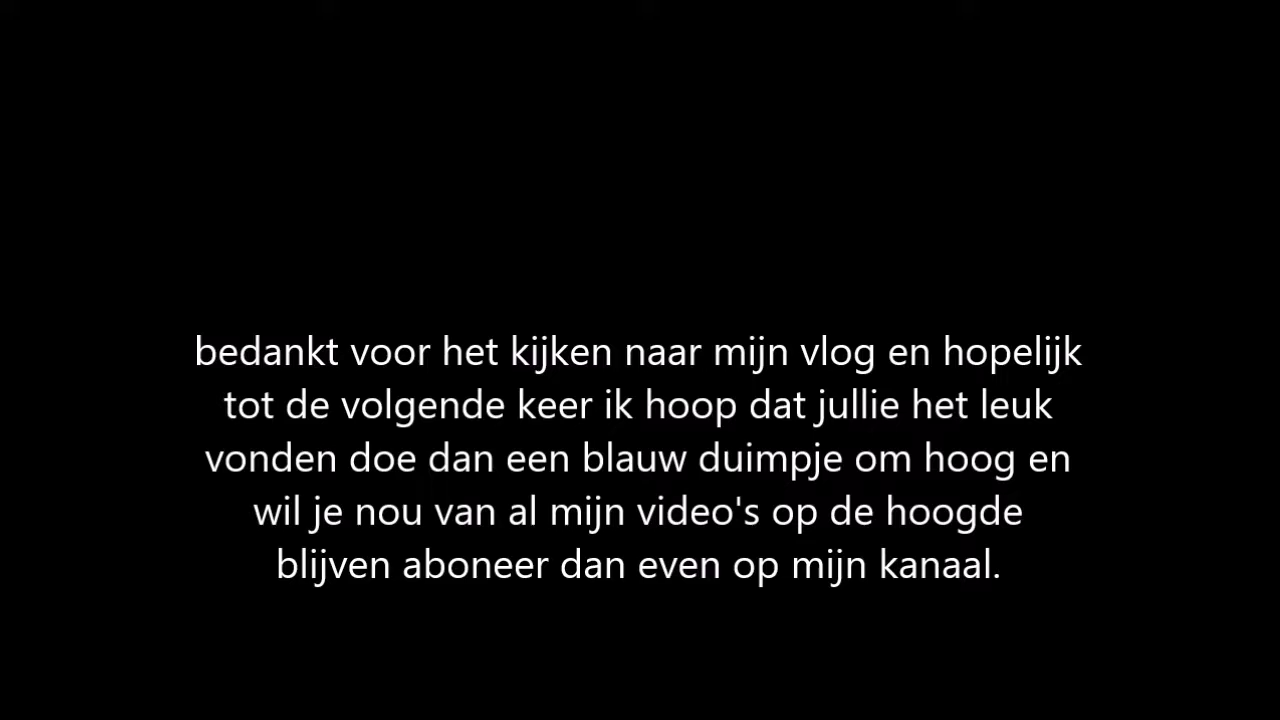 bedankt voor het kijken naar mijn vlog en hopelijk
tot de volgende keer ik hoop dat jullie het leuk
vonden doe dan een blauw duimpje om hoog en
wil je nou van al mijn video's op de hoogde
blijven aboneer dan even op mijn kanaal.